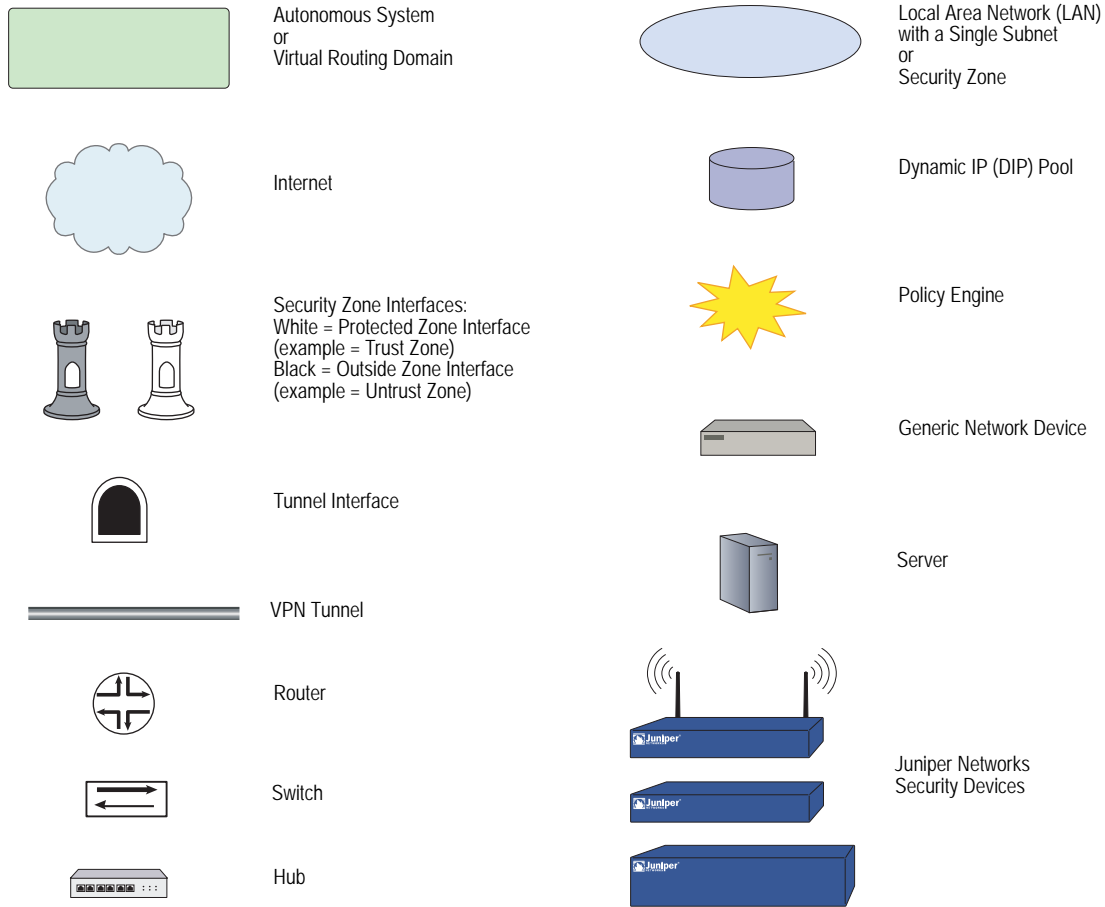 Autonomous System
or
Virtual Routing Domain
Internet
Security Zone Interfaces:
White = Protected Zone Interface
(example = Trust Zone)
Black = Outside Zone Interface
(example = Untrust Zone)
Tunnel Interface
VPN Tunnel
Router
Switch
Hub
Local Area Network (LAN)
with a Single Subnet
or
Security Zone
Dynamic IP (DIP) Pool
Policy Engine
Generic Network Device
Server
Juniper
NETWORKS
Juniper
NETWORKS
Juniper
NETWORKS
Juniper Networks
Security Devices